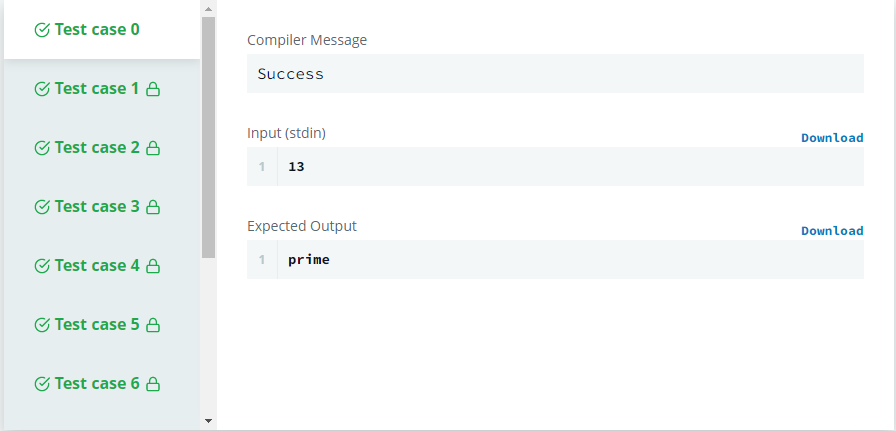 Test case 0
Test case 1
Test case 2
Test case 3
Test case 4
Test case 5
Test case 6
Compiler Message
Success
Input (stdin)
Download
1 13
Expected Output
Download
1 prime